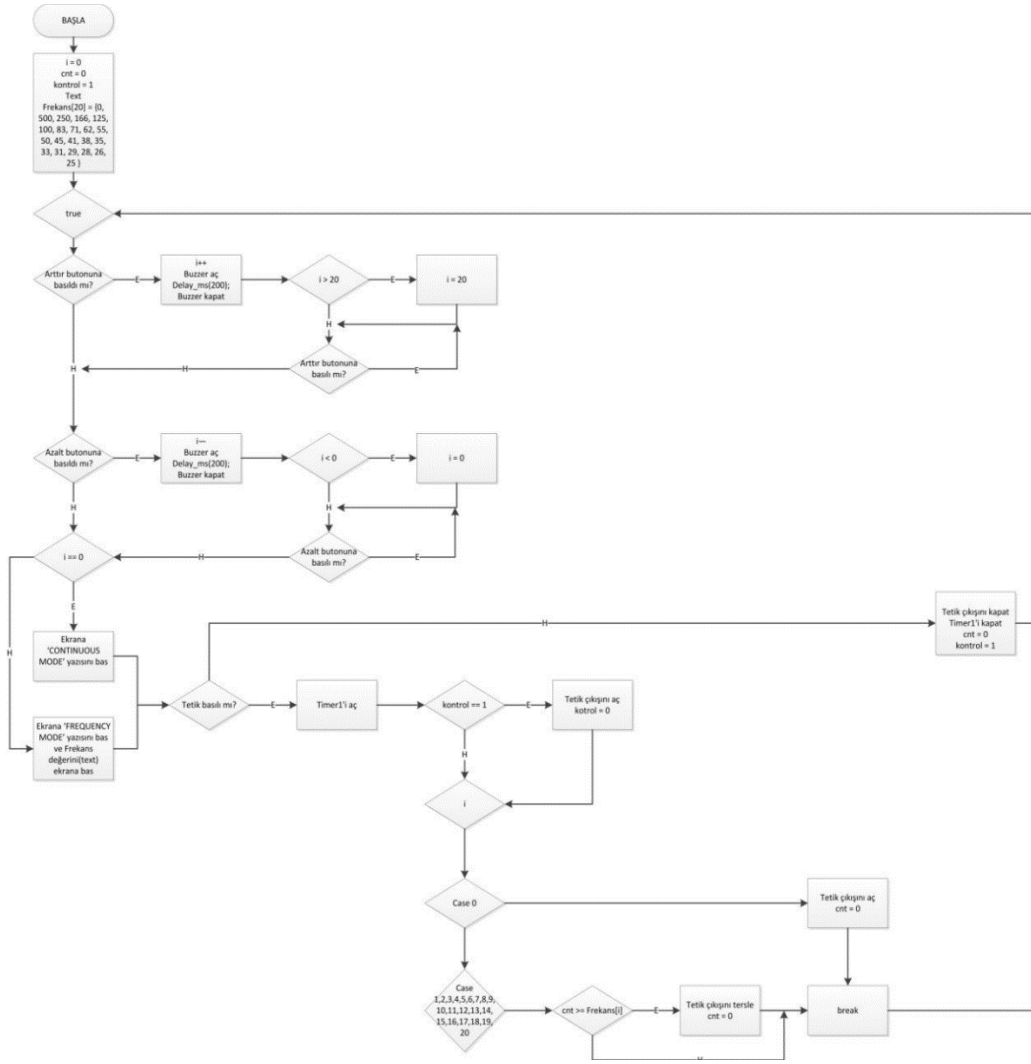 BAŞLA
i = 0
cnt = 0
kontrol = 1
Text
Frekans[20] = {0,
500, 250, 166, 125,
100, 83, 71, 62, 55,
50, 45, 41, 38, 35,
33, 31, 29, 28, 26,
25 }
true
Arttır butonuna
basıldı mı?
E
i++
Buzzer aç
Delay_ms(200);
Buzzer kapat
i > 20
E
i = 20
H
H
Arttır butonuna
basılı mı?
H
E
Azalt butonuna
basıldı mı?
E
i--
Buzzer aç
Delay_ms(200);
Buzzer kapat
i < 0
E
i = 0
H
H
i == 0
H
Azalt butonuna
basılı mı?
E
E
H
Ekrana
'CONTINUOUS
MODE' yazısını bas
H
Tetik çıkışını kapat
Timer1'i kapat
cnt = 0
kontrol = 1
Ekrana 'FREQUENCY
MODE' yazısını bas
ve Frekans
değerini(text)
ekrana bas
Tetik basılı mı?
E
Timer1'i aç
kontrol == 1
E
Tetik çıkışını aç
kotrol = 0
H
i
Case 0
Tetik çıkışını aç
cnt = 0
Case
1,2,3,4,5,6,7,8,9,
10,11,12,13,14,
15,16,17,18,19,
20
cnt >= Frekans[i]
E
Tetik çıkışını tersle
cnt = 0
break
H